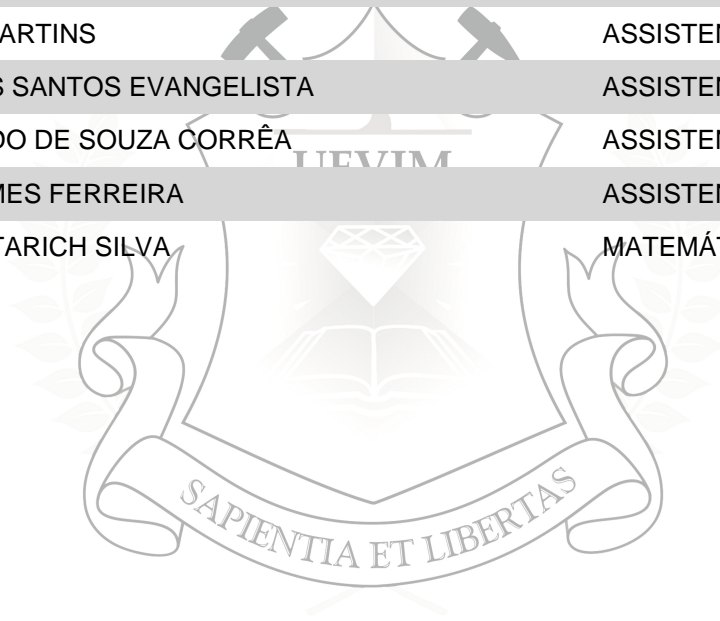 ARTINS ASSISTEN
S SANTOS EVANGELISTA ASSISTEN
DO DE SOUZA CORRÊA ASSISTEN
UFVJM
MES FERREIRA ASSISTEN
TARICH SILVA MATEMÁT
SAPIENTIA ET LIBERTAS